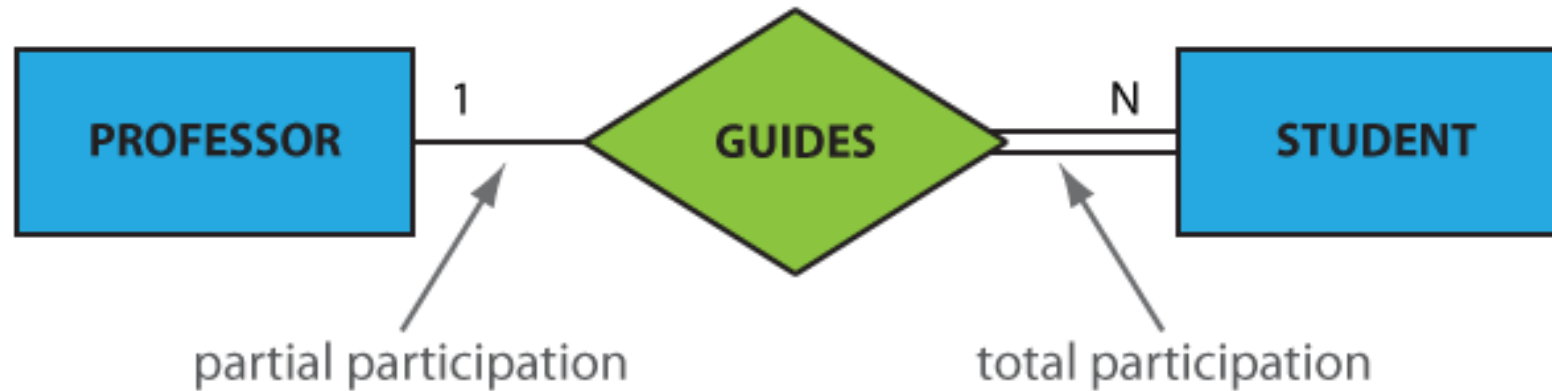 PROFESSOR
1
GUIDES
N
STUDENT
partial participation
total participation